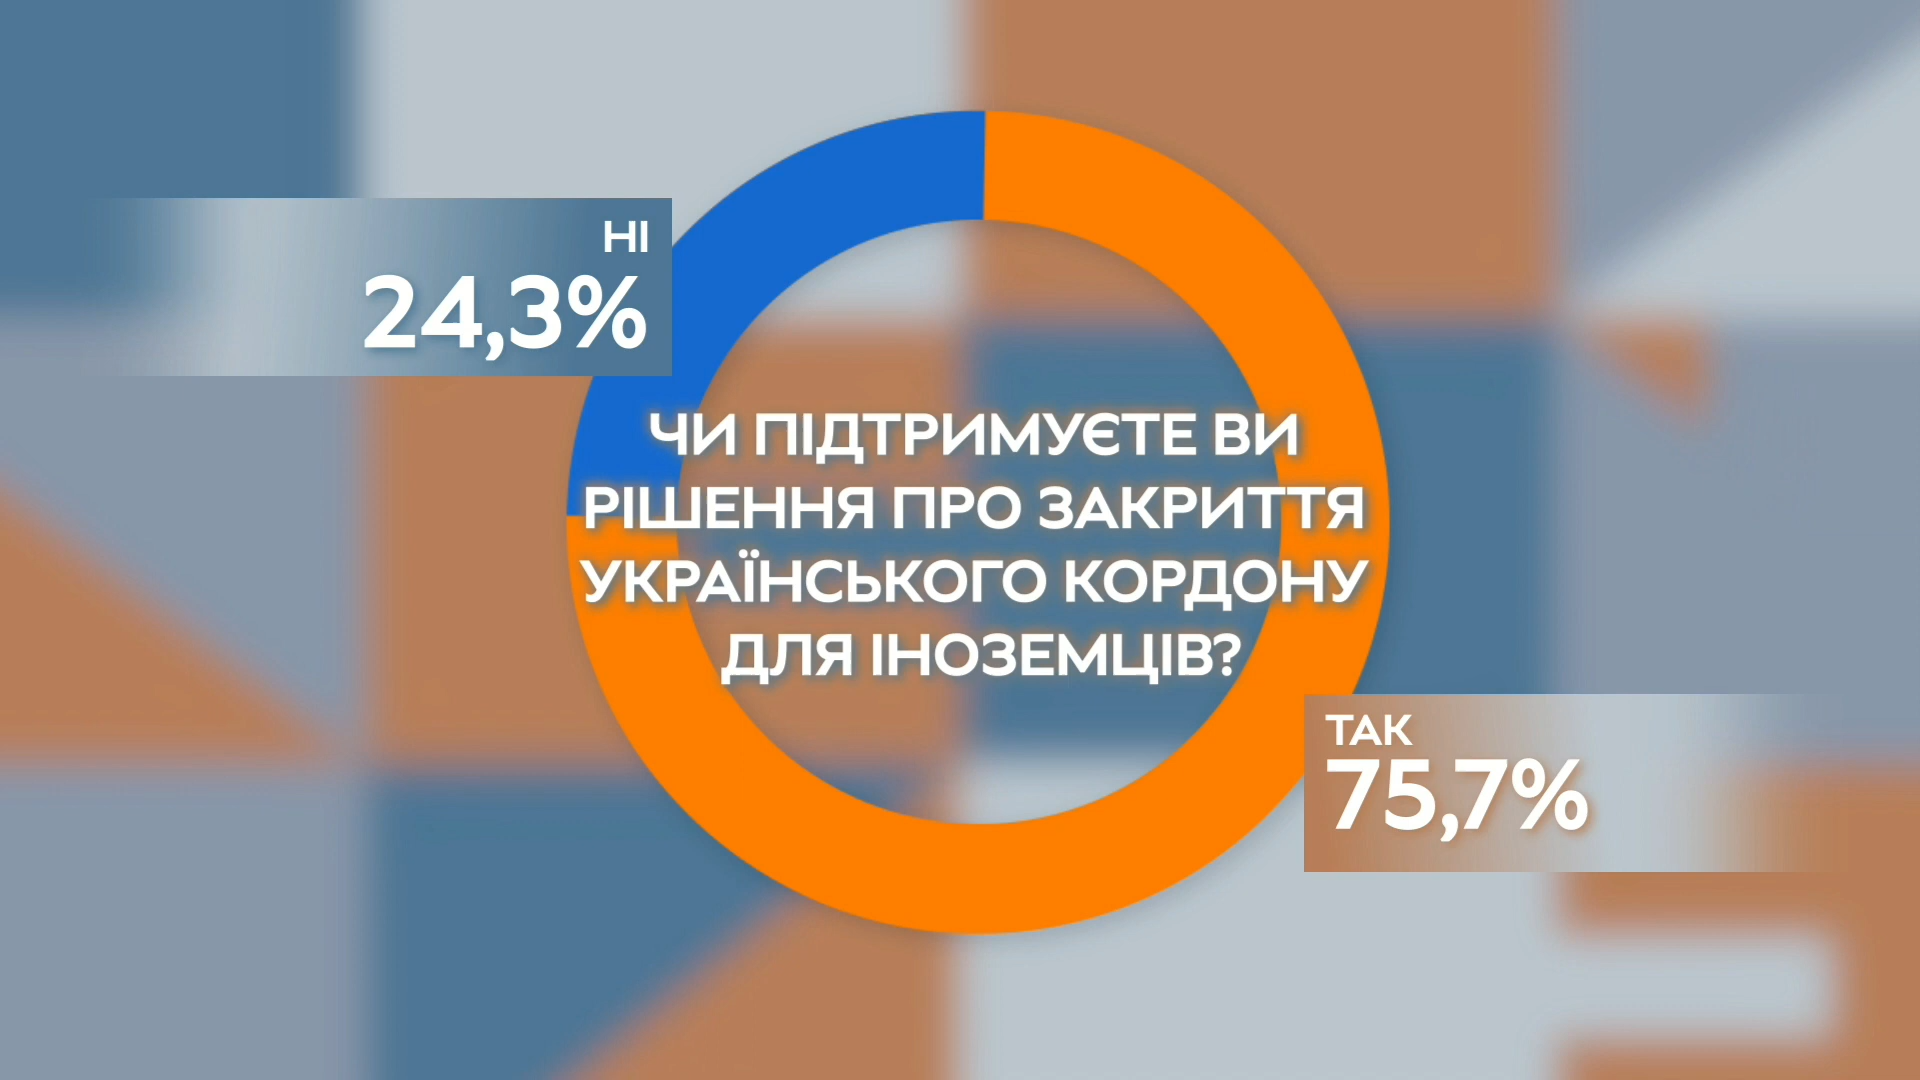 НІ
24,3%
ЧИ ПІДТРИМУЄТЕ ВИ
РІШЕННЯ ПРО ЗАКРИТТЯ
УКРАЇНСЬКОГО КОРДОНУ
ДЛЯ ІНОЗЕМЦІВ?
ТАК
75,7%